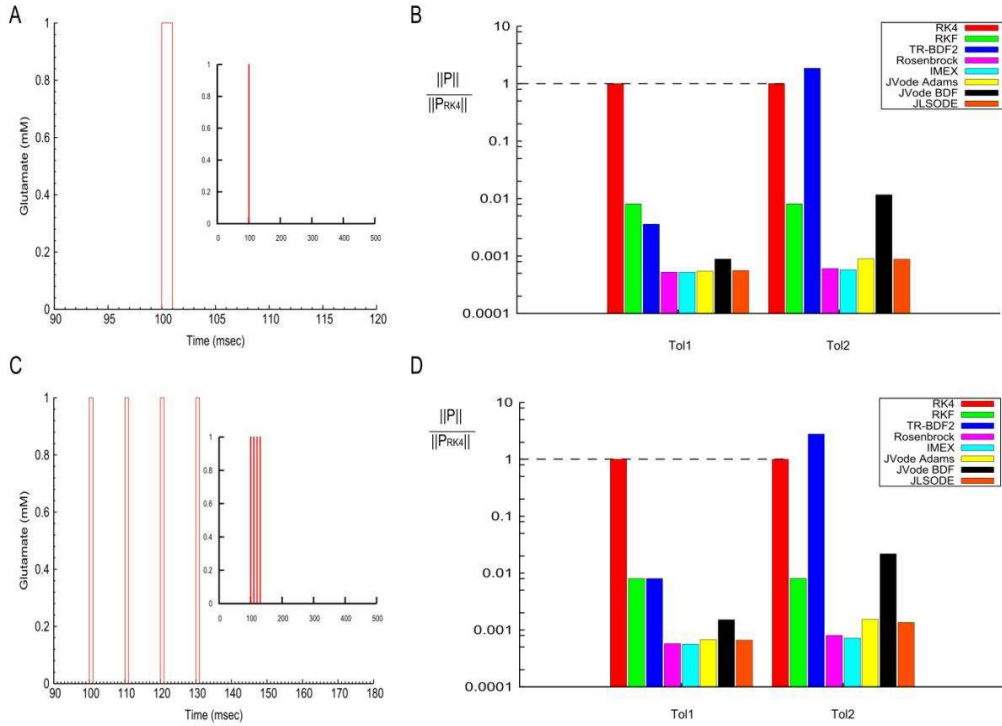 A
Glutamate (mM)
1
0.8
0.6
0.4
0.2
0
90 95 100 105 110 115 120
Time (msec)
1
0.8
0.6
0.4
0.2
0
0 100 200 300 400 500
B
||P||
||PRK4||
10
1
0.1
0.01
0.001
0.0001
Tol1 Tol2
RK4
RKF
TR-BDF2
Rosenbrock
IMEX
JVode Adams
JVode BDF
JLSODE
C
Glutamate (mM)
1
0.8
0.6
0.4
0.2
0
90 100 110 120 130 140 150 160 170 180
Time (msec)
1
0.8
0.6
0.4
0.2
0
0 100 200 300 400 500
D
||P||
||PRK4||
10
1
0.1
0.01
0.001
0.0001
Tol1 Tol2
RK4
RKF
TR-BDF2
Rosenbrock
IMEX
JVode Adams
JVode BDF
JLSODE